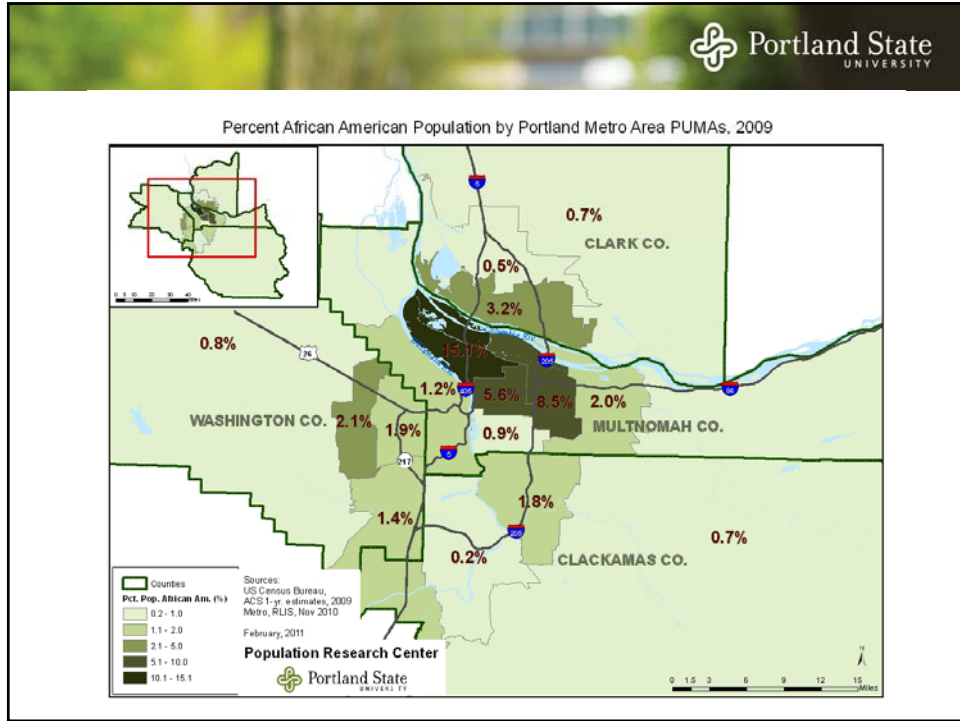 Portland State
UNIVERSITY
Percent African American Population by Portland Metro Area PUMAs, 2009
5
0.7%
CLARK CO.
0.5%
3.2%
0.8%
26
15.1%
205
84
1.2%
405
5.6%
8.5%
2.0%
WASHINGTON CO.
2.1%
1.9%
0.9%
MULTNOMAH CO.
5
217
1.8%
1.4%
205
0.7%
0.2%
CLACKAMAS CO.
Counties
Pct. Pop. African Am. (%)
0.2 - 1.0
1.1 - 2.0
2.1 - 5.0
5.1 - 10.0
10.1 - 15.1
Sources:
US Census Bureau,
ACS 1-yr. estimates, 2009
Metro, RLIS, Nov 2010
February, 2011
Population Research Center
Portland State
UNIVERSITY
N
0 1.5 3 6 9 12 15
Miles